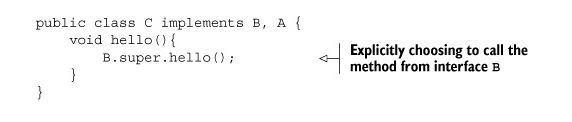 public class C implements B, A {
void hello(){
B.super.hello();
}
}
Explicitly choosing to call the
method from interface B